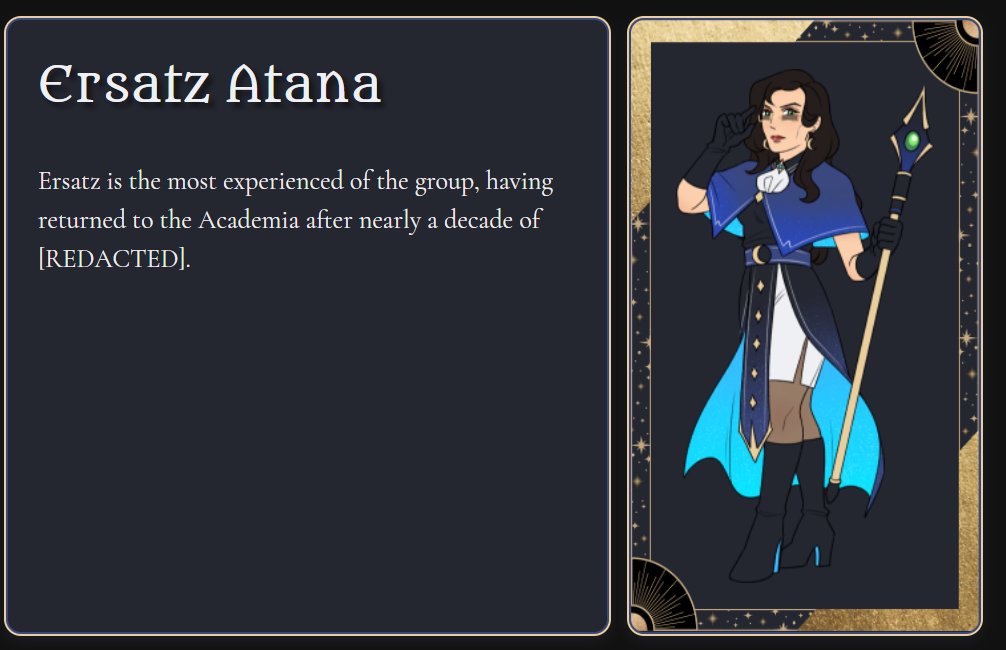 Ersatz Atana
Ersatz is the most experienced of the group, having
returned to the Academia after nearly a decade of
[REDACTED].